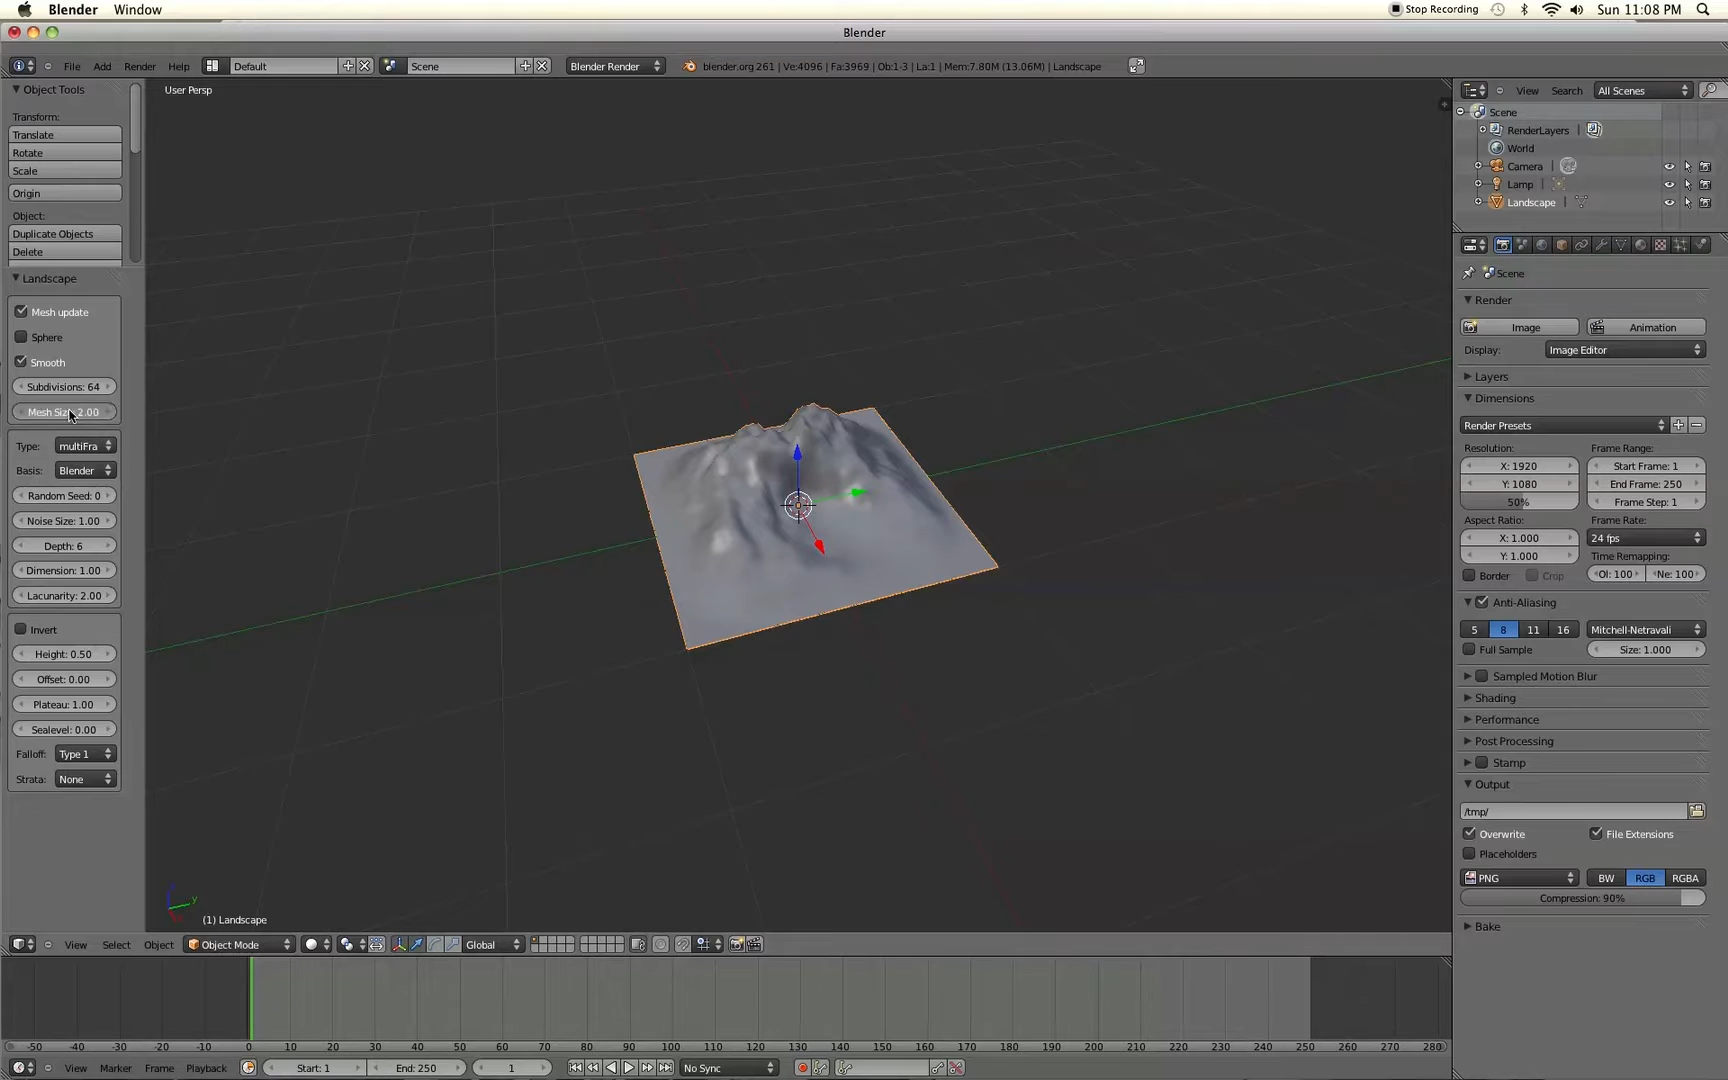 Blender Window Stop Recording Sun 11:08 PM
Blender
File Add Render Help Default Scene Blender Render blender.org 261 | Ve:4096 | Fa:3969 | Ob:1-3 | La:1 | Mem:7.80M (13.06M) | Landscape
Object Tools
Transform:
Translate
Rotate
Scale
Origin
Object:
Duplicate Objects
Delete
Landscape
Mesh update
Sphere
Smooth
Subdivisions: 64
Mesh Size: 2.00
Type: multiFra
Basis: Blender
Random Seed: 0
Noise Size: 1.00
Depth: 6
Dimension: 1.00
Lacunarity: 2.00
Invert
Height: 0.50
Offset: 0.00
Plateau: 1.00
Sealevel: 0.00
Falloff: Type 1
Strata: None
User Persp
(1) Landscape
View Select Object Object Mode Global
-50 -40 -30 -20 -10 0 10 20 30 40 50 60 70 80 90 100 110 120 130 140 150 160 170 180 190 200 210 220 230 240 250 260 270 280
View Marker Frame Playback Start: 1 End: 250 1 No Sync
View Search All Scenes
Scene
RenderLayers
World
Camera
Lamp
Landscape
Scene
Render
Image Animation
Display: Image Editor
Layers
Dimensions
Render Presets
Resolution: Frame Range:
X: 1920 Start Frame: 1
Y: 1080 End Frame: 250
50% Frame Step: 1
Aspect Ratio: Frame Rate:
X: 1.000 24 fps
Y: 1.000 Time Remapping:
Border Crop Ol: 100 Ne: 100
Anti-Aliasing
5 8 11 16 Mitchell-Netravali
Full Sample Size: 1.000
Sampled Motion Blur
Shading
Performance
Post Processing
Stamp
Output
/tmp/
Overwrite File Extensions
Placeholders
PNG BW RGB RGBA
Compression: 90%
Bake